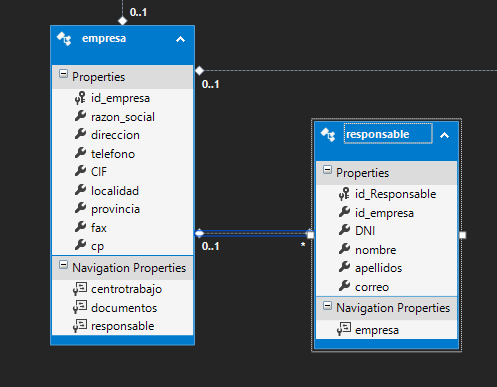 0..1
empresa
Properties
id_empresa
razon_social
direccion
telefono
CIF
localidad
provincia
fax
cp
Navigation Properties
centrotrabajo
documentos
responsable
0..1
0..1
*
responsable
Properties
id_Responsable
id_empresa
DNI
nombre
apellidos
correo
Navigation Properties
empresa